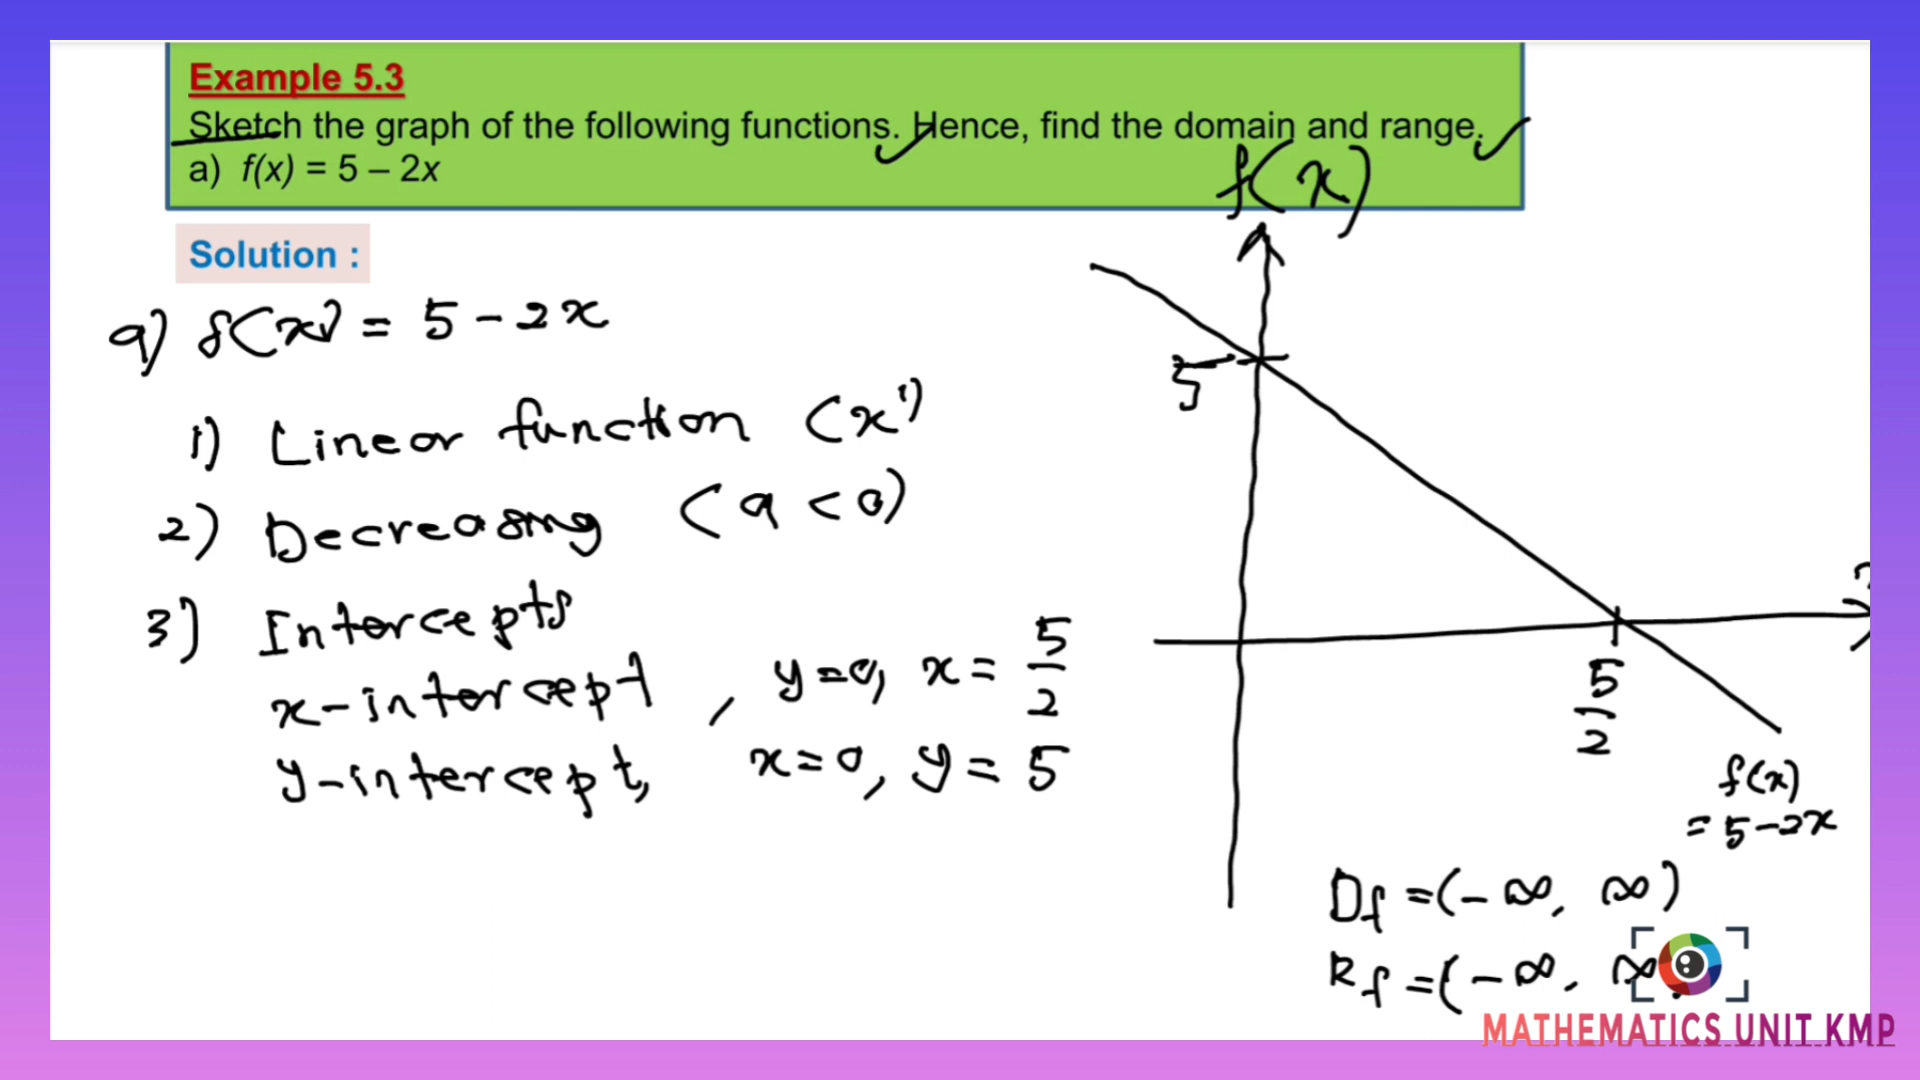 Example 5.3
Sketch the graph of the following functions. Hence, find the domain and range.
a) f(x) = 5 – 2x
Solution :
a) f(x) = 5 - 2x
1) Linear function (x¹)
2) Decreasing (a < 0)
3) Intercepts
x-intercept, y=0, x = 5/2
y-intercept, x=0, y = 5
f(x)
5
5/2
f(x)
= 5-2x
Df = (-∞, ∞)
Rf = (-∞, ∞
MATHEMATICS UNIT KMP